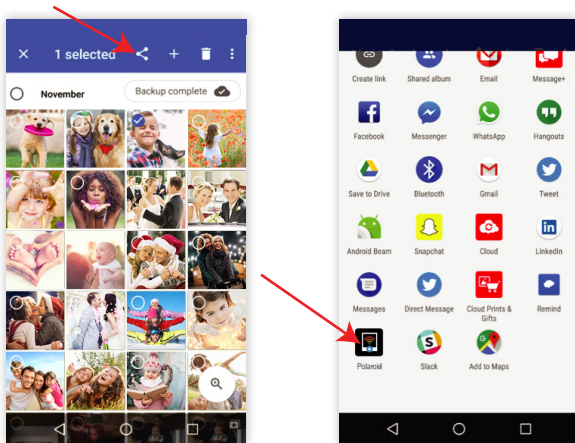 1 selected
November
Backup complete
Create link
Shared album
Email
Message+
Facebook
Messenger
WhatsApp
Hangouts
Save to Drive
Bluetooth
Gmail
Tweet
Android Beam
Snapchat
Cloud
LinkedIn
Messages
Direct Message
Cloud Prints &
Gifts
Remind
Polaroid
Slack
Add to Maps